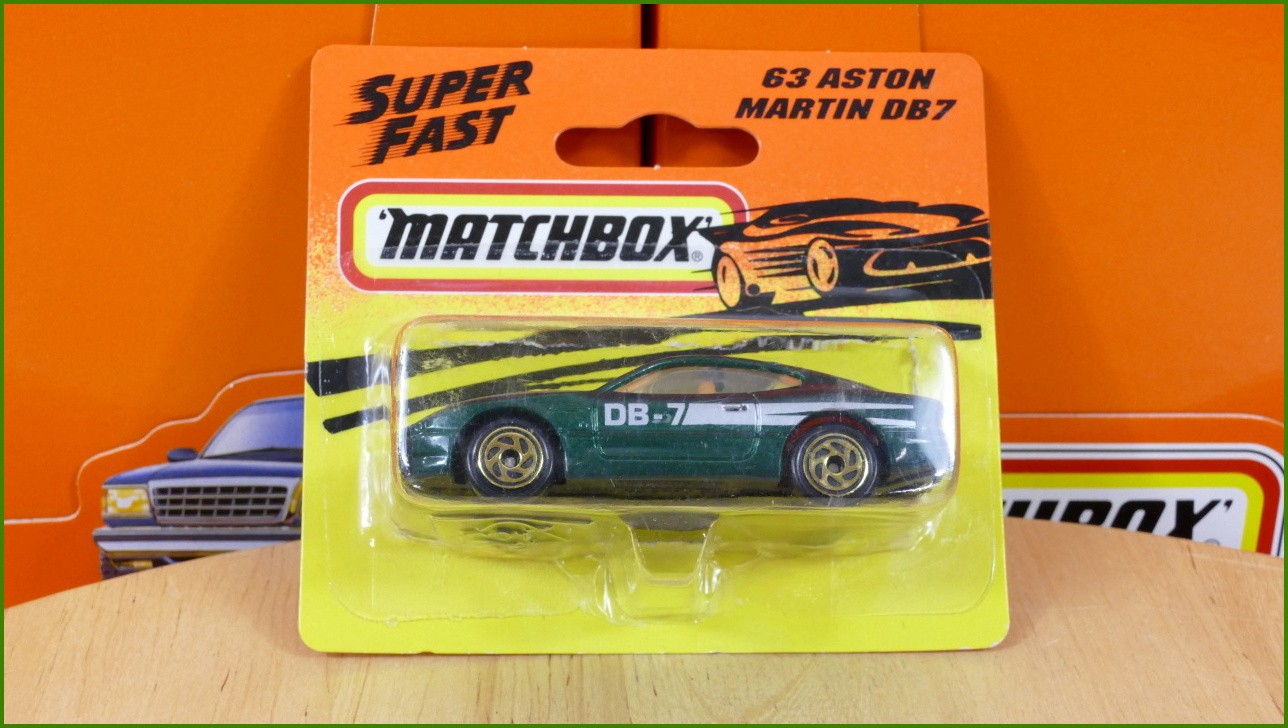 SUPER
FAST
63 ASTON
MARTIN DB7
'MATCHBOX'®
DB-7